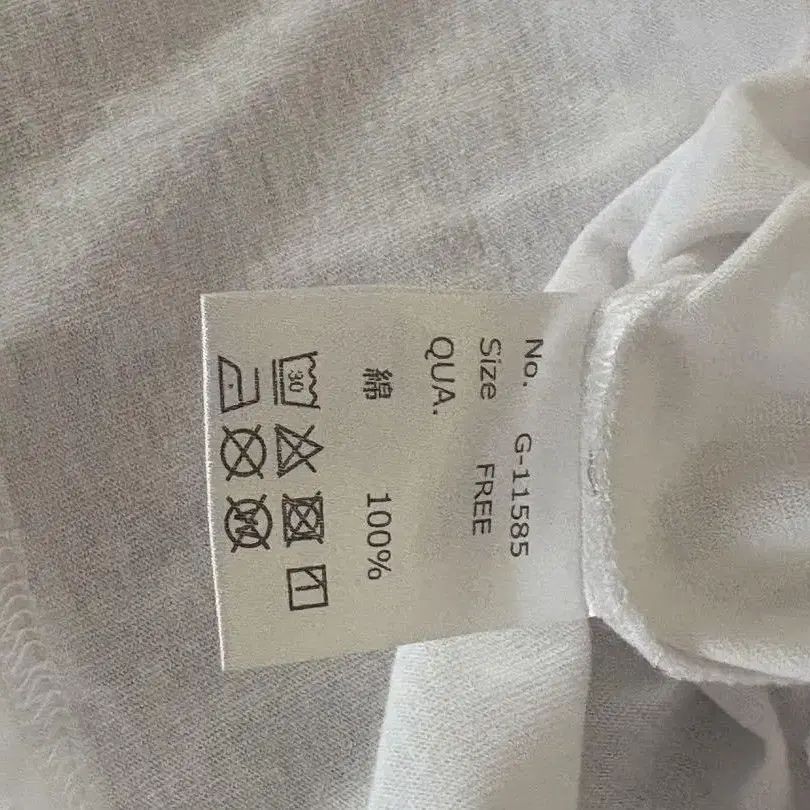 No. G-11585
Size FREE
QUA.
綿 100%
30
W